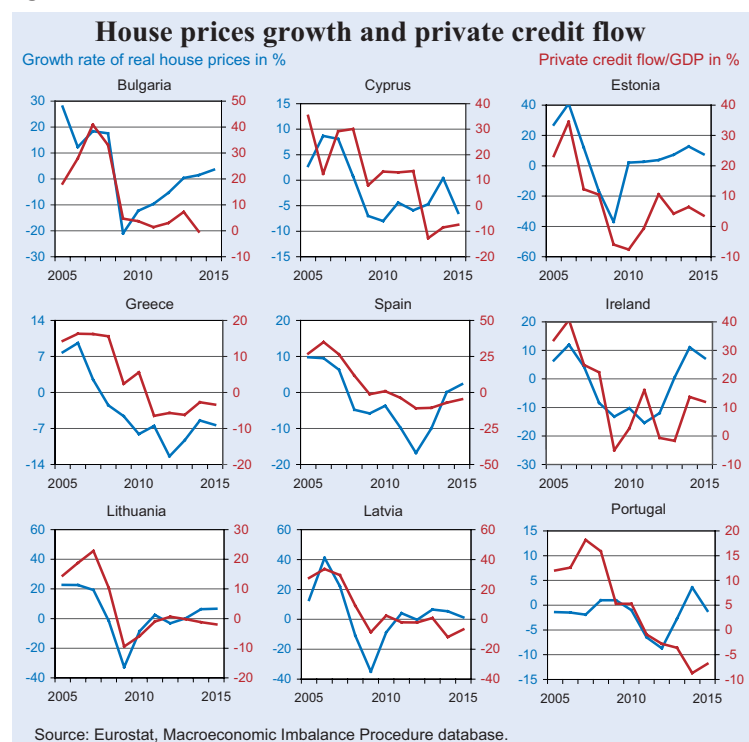 House prices growth and private credit flow
Growth rate of real house prices in % Private credit flow/GDP in %
Bulgaria Cyprus Estonia
30 50 15 40 40 40
20 40 10 30 20 30
10 30 5 20 0 20
0 20 0 10 -20 10
-10 10 -5 0 -40 0
-20 0 -10 -10 -60 -10
-30 -10 -15 -20
2005 2010 2015 2005 2010 2015 2005 2010 2015
Greece Spain Ireland
14 20 20 50 20 40
7 10 10 25 10 30
0 0 0 0 0 20
-7 -10 -10 -25 -10 10
-14 -20 -20 -50 -20 0
-30 -10
2005 2010 2015 2005 2010 2015 2005 2010 2015
Lithuania Latvia Portugal
60 30 60 60 15 20
40 20 40 40 10 15
20 10 20 20 5 10
0 0 0 0 0 5
-20 -10 -20 -20 -5 0
-40 -20 -40 -40 -10 -5
-15 -10
2005 2010 2015 2005 2010 2015 2005 2010 2015
Source: Eurostat, Macroeconomic Imbalance Procedure database.